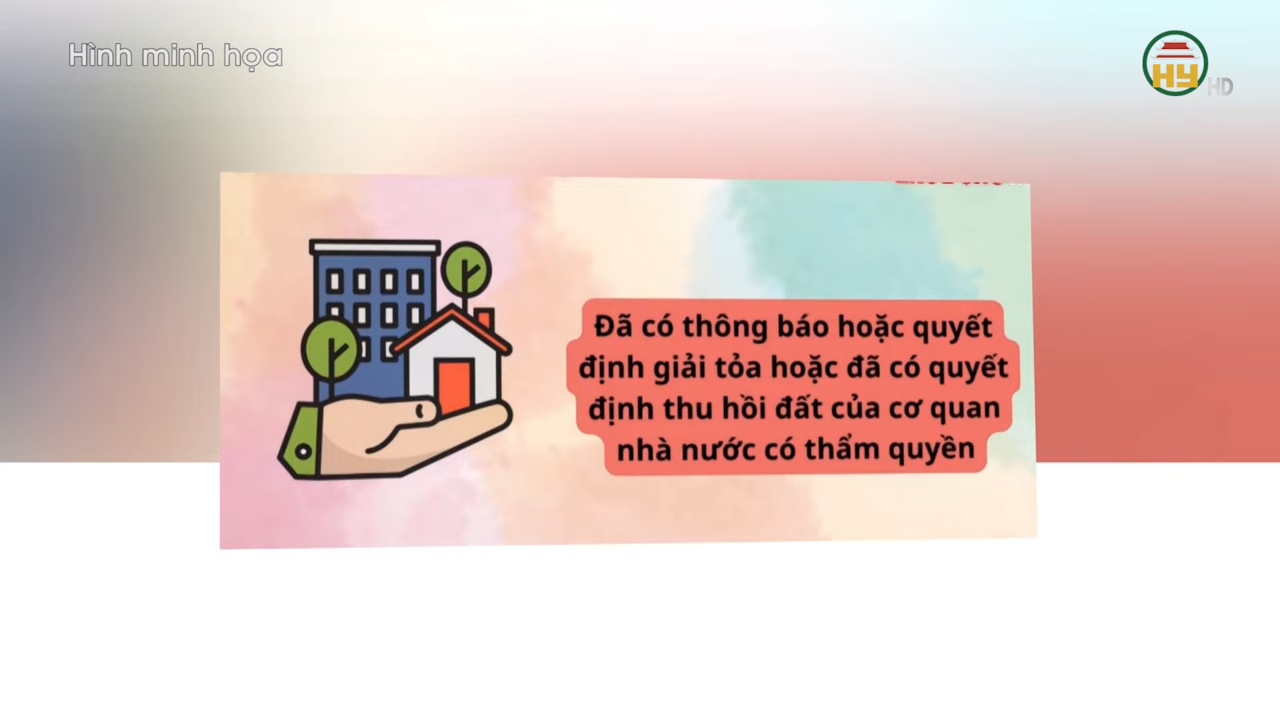 Hình minh họa
HY HD
Đã có thông báo hoặc quyết
định giải tỏa hoặc đã có quyết
định thu hồi đất của cơ quan
nhà nước có thẩm quyền